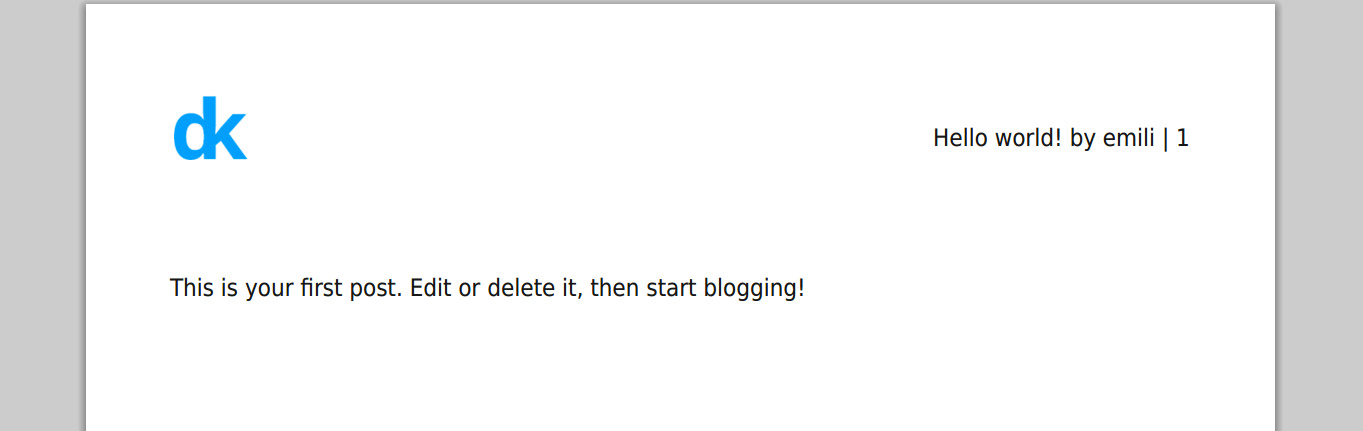 dk
Hello world! by emili | 1
This is your first post. Edit or delete it, then start blogging!